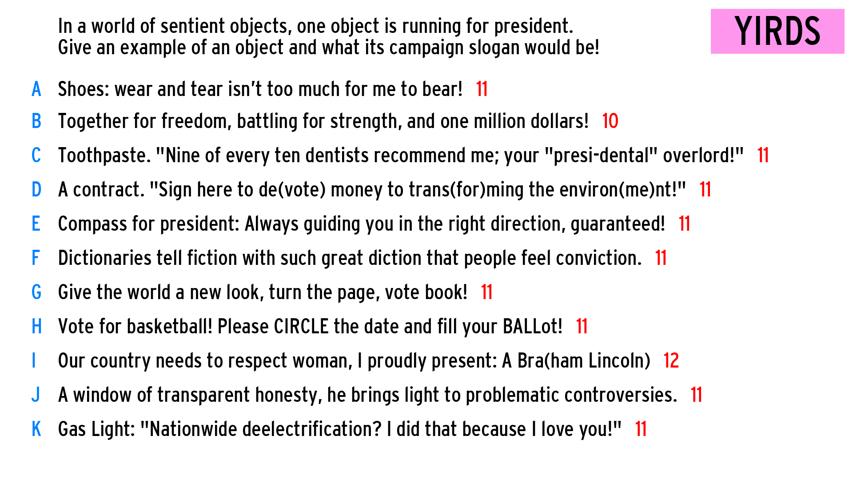 In a world of sentient objects, one object is running for president.
Give an example of an object and what its campaign slogan would be!
YIRDS
A Shoes: wear and tear isn't too much for me to bear! 11
B Together for freedom, battling for strength, and one million dollars! 10
C Toothpaste. "Nine of every ten dentists recommend me; your "presi-dental" overlord!" 11
D A contract. "Sign here to de(vote) money to trans(for)ming the environ(me)nt!" 11
E Compass for president: Always guiding you in the right direction, guaranteed! 11
F Dictionaries tell fiction with such great diction that people feel conviction. 11
G Give the world a new look, turn the page, vote book! 11
H Vote for basketball! Please CIRCLE the date and fill your BALLot! 11
I Our country needs to respect woman, I proudly present: A Bra(ham Lincoln) 12
J A window of transparent honesty, he brings light to problematic controversies. 11
K Gas Light: "Nationwide deelectrification? I did that because I love you!" 11